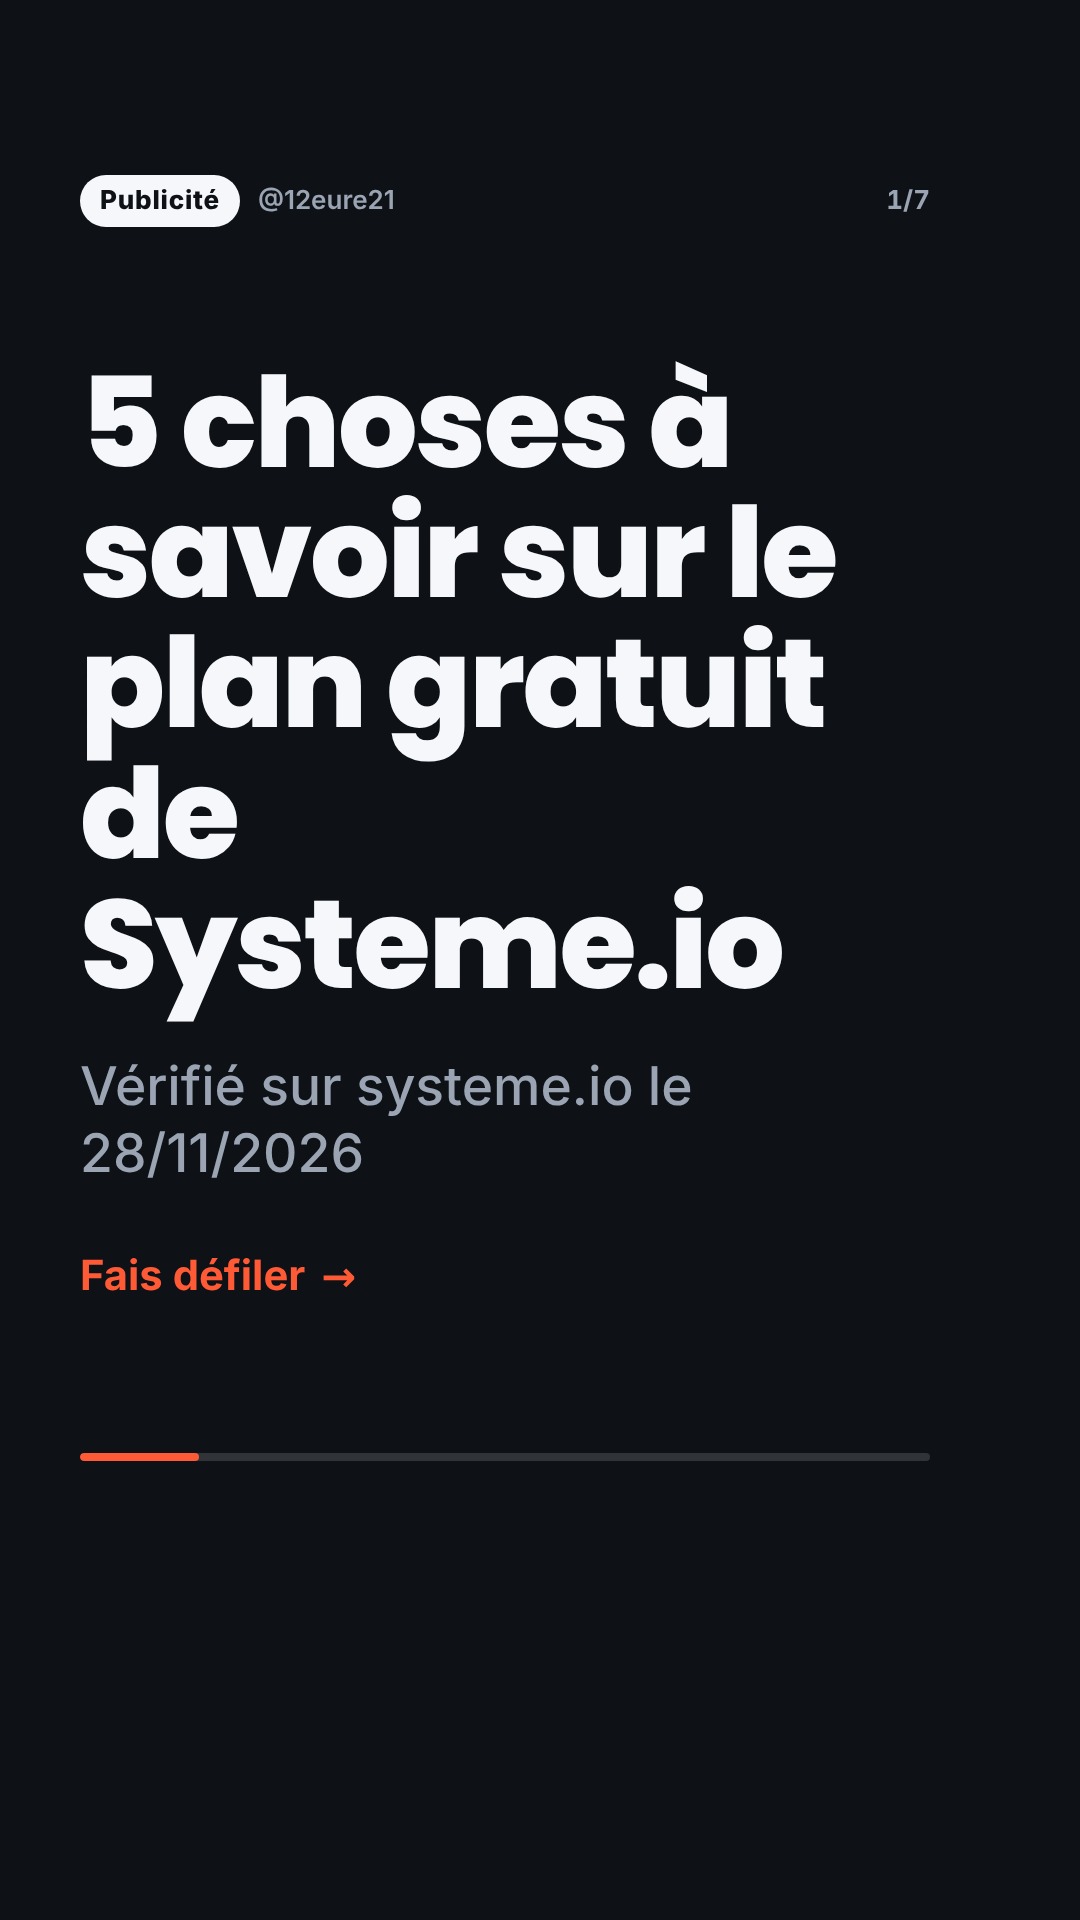 Publicité @12eure21 1/7
5 choses à
savoir sur le
plan gratuit
de
Systeme.io
Vérifié sur systeme.io le
28/11/2026
Fais défiler →